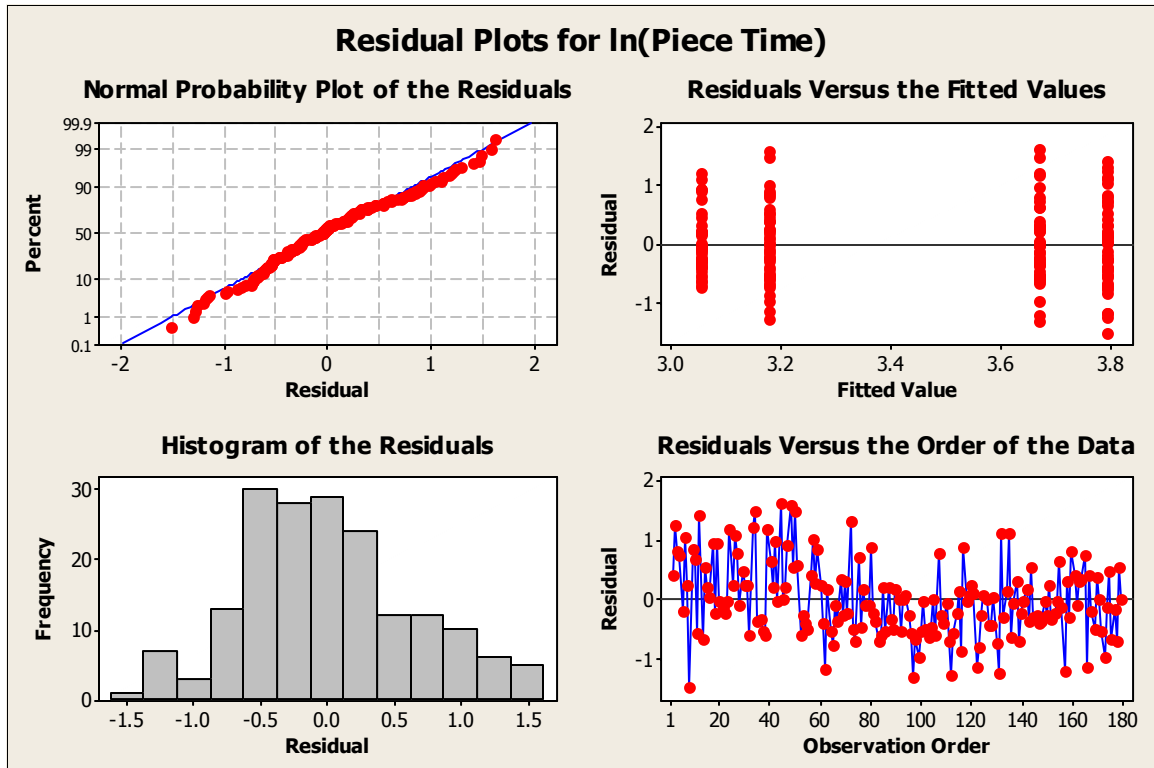 Residual Plots for ln(Piece Time)
Normal Probability Plot of the Residuals
99.9
99
90
50
10
1
0.1
Percent
-2 -1 0 1 2
Residual
Residuals Versus the Fitted Values
2
1
0
-1
Residual
3.0 3.2 3.4 3.6 3.8
Fitted Value
Histogram of the Residuals
30
20
10
0
Frequency
-1.5 -1.0 -0.5 0.0 0.5 1.0 1.5
Residual
Residuals Versus the Order of the Data
2
1
0
-1
Residual
1 20 40 60 80 100 120 140 160 180
Observation Order